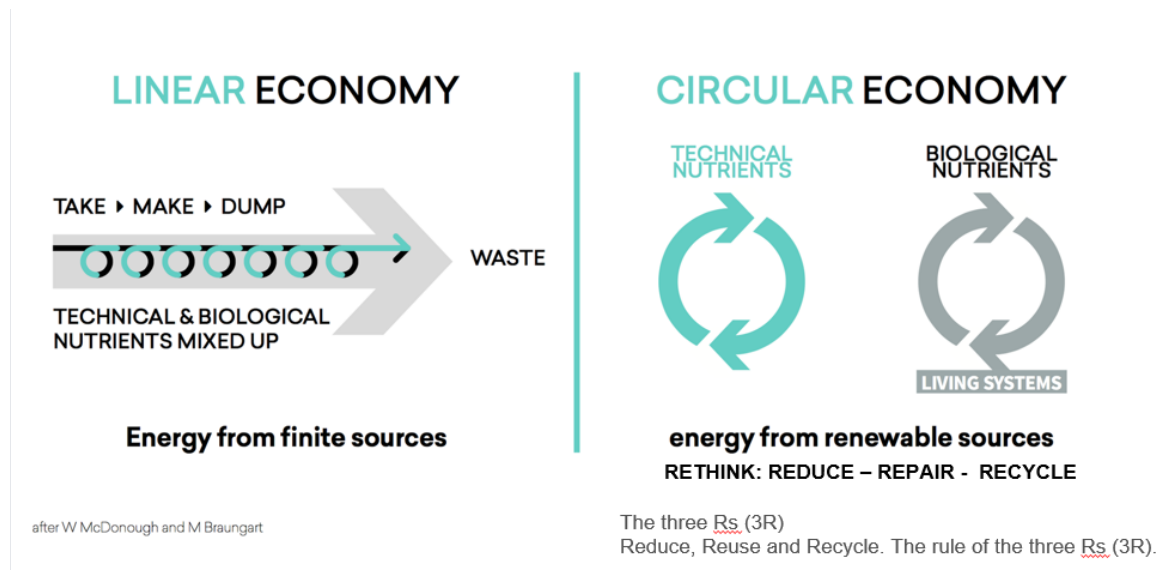 LINEAR ECONOMY
TAKE ▸ MAKE ▸ DUMP
WASTE
TECHNICAL & BIOLOGICAL
NUTRIENTS MIXED UP
Energy from finite sources
after W McDonough and M Braungart
CIRCULAR ECONOMY
TECHNICAL
NUTRIENTS
BIOLOGICAL
NUTRIENTS
LIVING SYSTEMS
energy from renewable sources
RETHINK: REDUCE – REPAIR - RECYCLE
The three Rs (3R)
Reduce, Reuse and Recycle. The rule of the three Rs (3R).